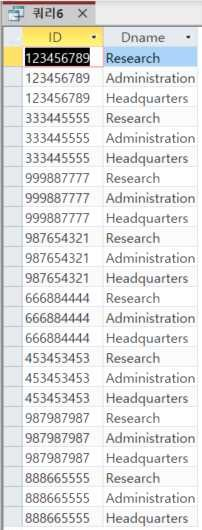 쿼리6
ID Dname
123456789 Research
123456789 Administration
123456789 Headquarters
333445555 Research
333445555 Administration
333445555 Headquarters
999887777 Research
999887777 Administration
999887777 Headquarters
987654321 Research
987654321 Administration
987654321 Headquarters
666884444 Research
666884444 Administration
666884444 Headquarters
453453453 Research
453453453 Administration
453453453 Headquarters
987987987 Research
987987987 Administration
987987987 Headquarters
888665555 Research
888665555 Administration
888665555 Headquarters